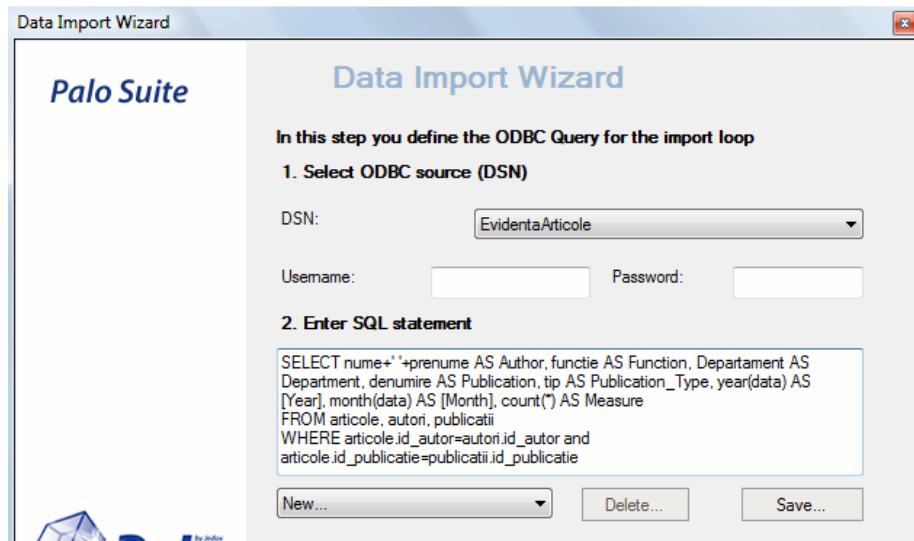 Data Import Wizard
Palo Suite
Data Import Wizard
In this step you define the ODBC Query for the import loop
1. Select ODBC source (DSN)
DSN:
EvidentaArticole
Username:
Password:
2. Enter SQL statement
SELECT nume+' '+prenume AS Author, functie AS Function, Departament AS
Department, denumire AS Publication, tip AS Publication_Type, year(data) AS
[Year], month(data) AS [Month], count(*) AS Measure
FROM articole, autori, publicatii
WHERE articole.id_autor=autori.id_autor and
articole.id_publicatie=publicatii.id_publicatie
New...
Delete...
Save...
by Jedox